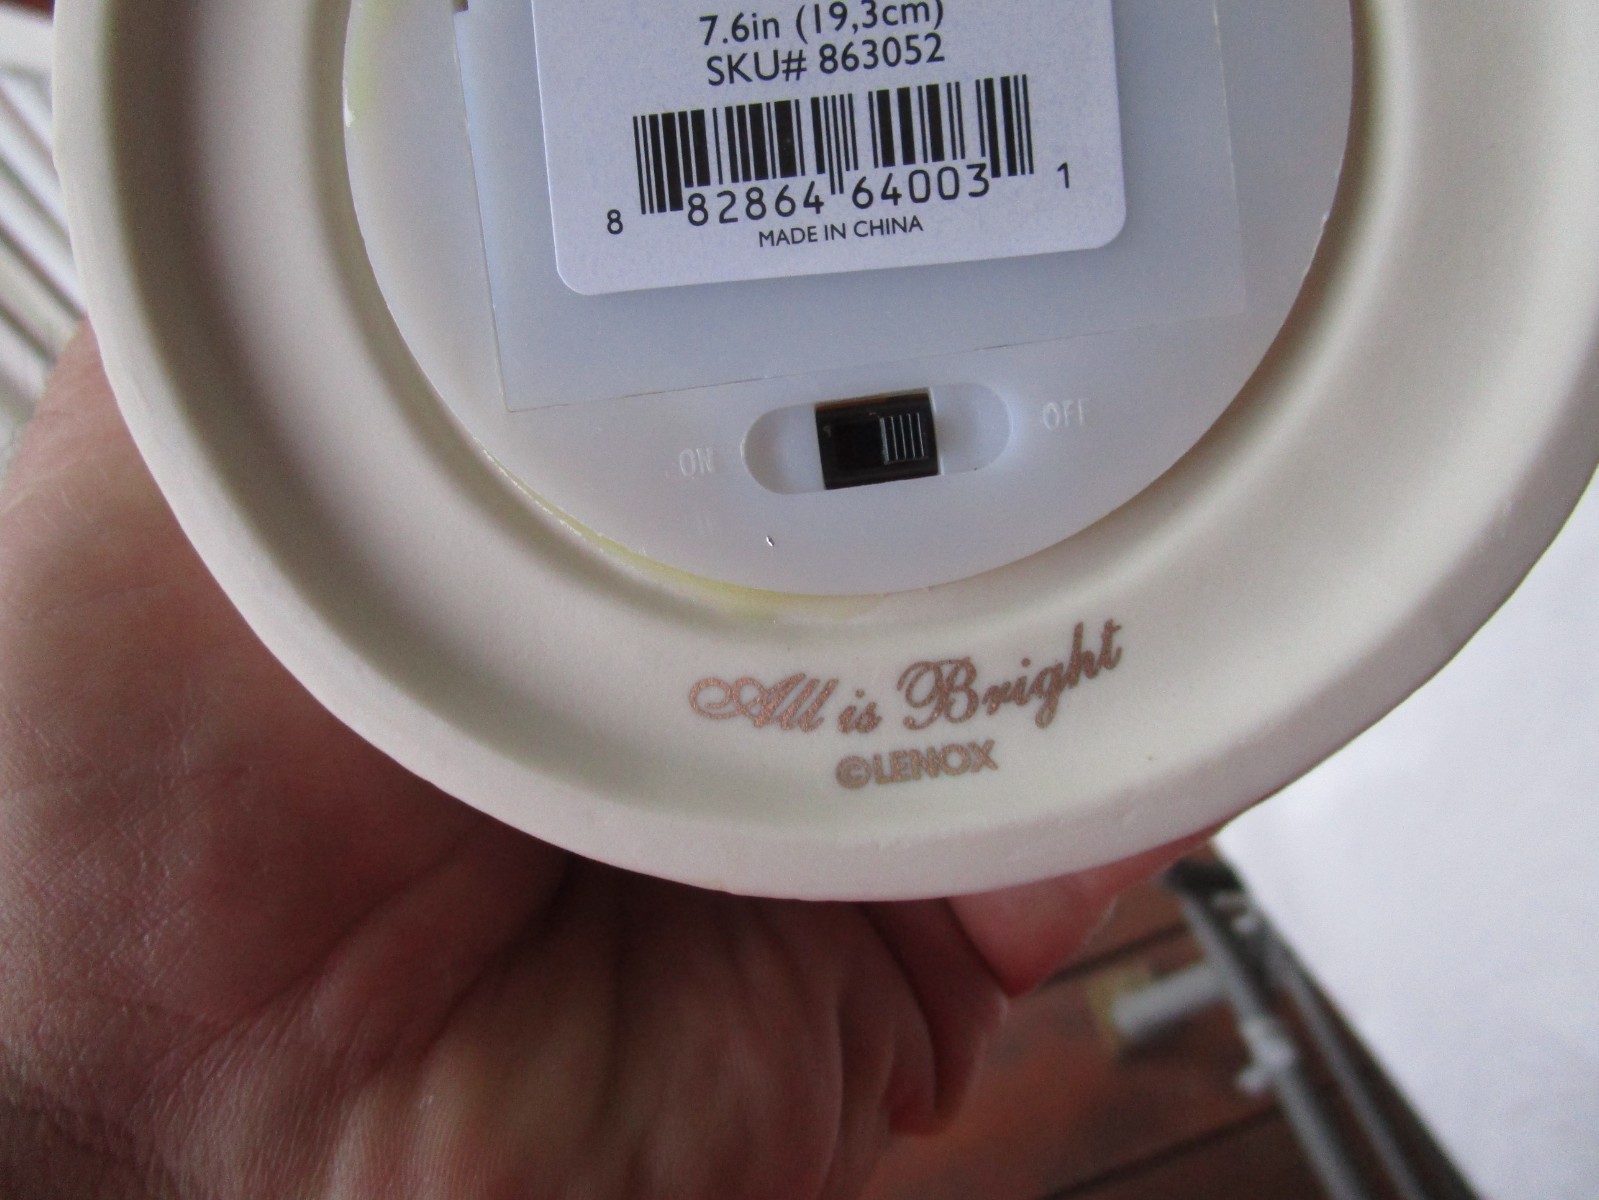 7.6in (19,3cm)
SKU# 863052
8 82864 64003 1
MADE IN CHINA
ON
OFF
All is Bright
©LENOX